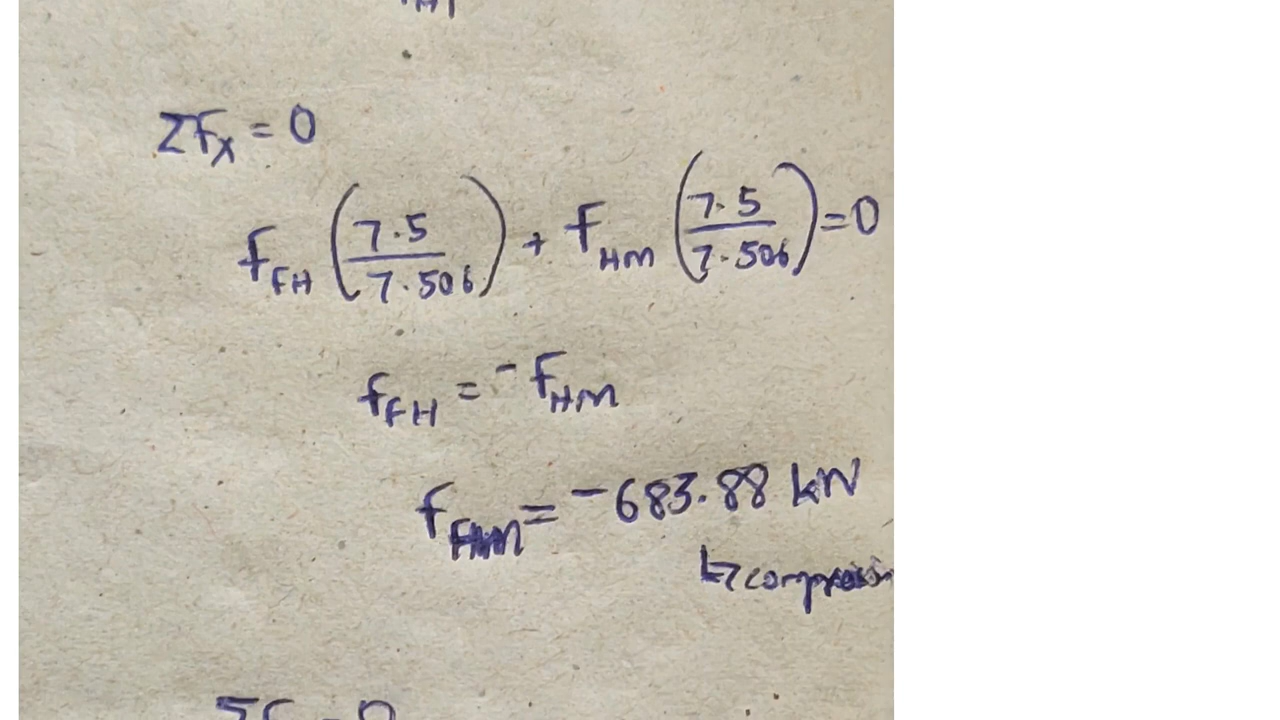 ΣFx = 0
fFH (7.5/7.506) + fHM (7.5/7.506) = 0
fFH = -fHM
= -683.88 kN
↳ compression